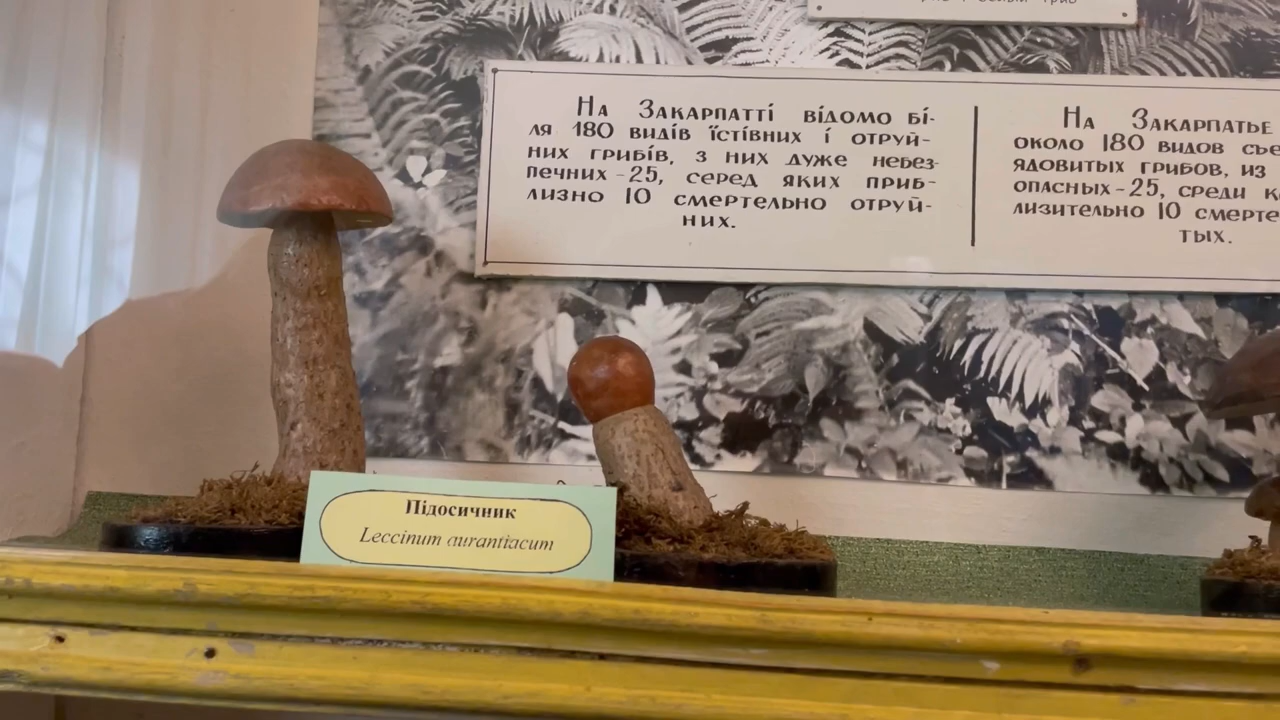 На Закарпатті відомо бі-
ля 180 видів їстівних і отруй-
них грибів, з них дуже небез-
печних - 25, серед яких приб-
лизно 10 смертельно отруй-
них.
На Закарпатье
около 180 видов съе
ядовитых грибов, из
опасных - 25, среди к
лизительно 10 смерте
тых.
Підосичник
Leccinum aurantiacum